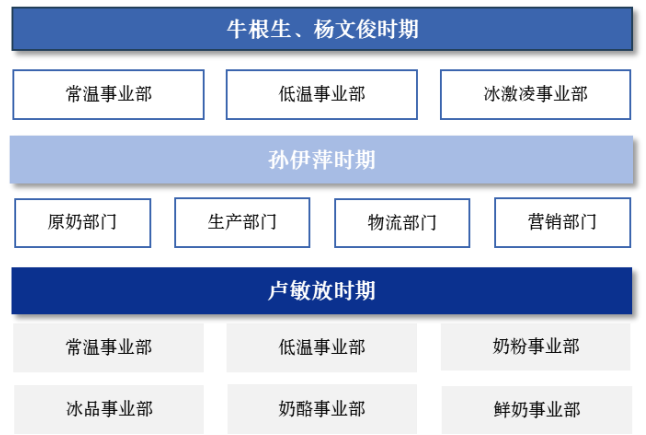 牛根生、杨文俊时期
常温事业部 低温事业部 冰激凌事业部
孙伊萍时期
原奶部门 生产部门 物流部门 营销部门
卢敏放时期
常温事业部 低温事业部 奶粉事业部
冰品事业部 奶酪事业部 鲜奶事业部